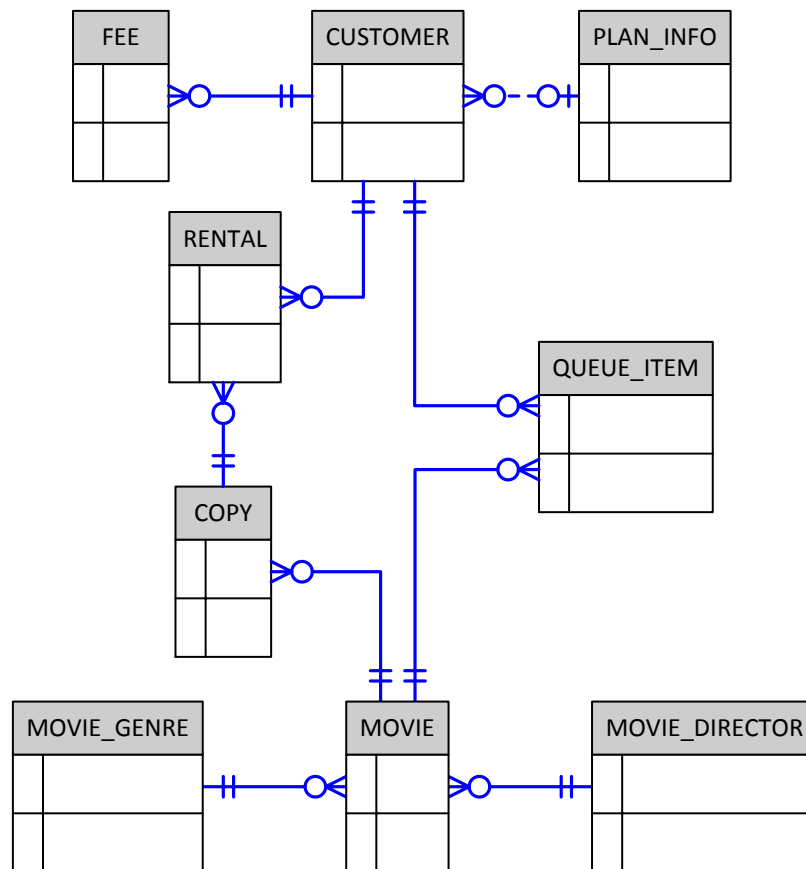 FEE
CUSTOMER
PLAN_INFO
RENTAL
QUEUE_ITEM
COPY
MOVIE_GENRE
MOVIE
MOVIE_DIRECTOR